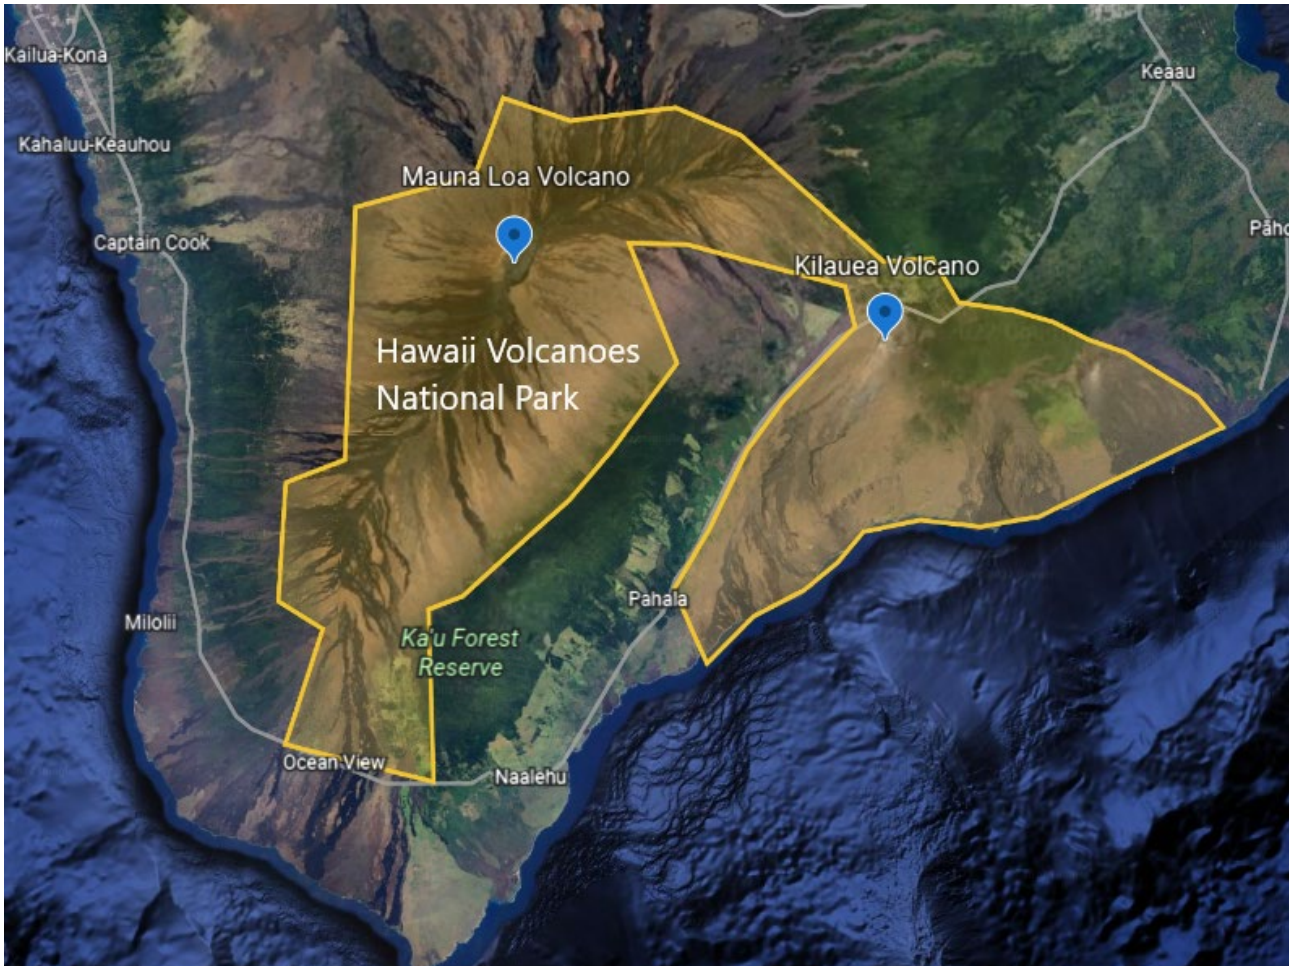 Kailua-Kona
Keaau
Kahaluu-Keauhou
Mauna Loa Volcano
Captain Cook
Kilauea Volcano
Hawaii Volcanoes
National Park
Pahala
Milolii
Ka'u Forest
Reserve
Ocean View
Naalehu